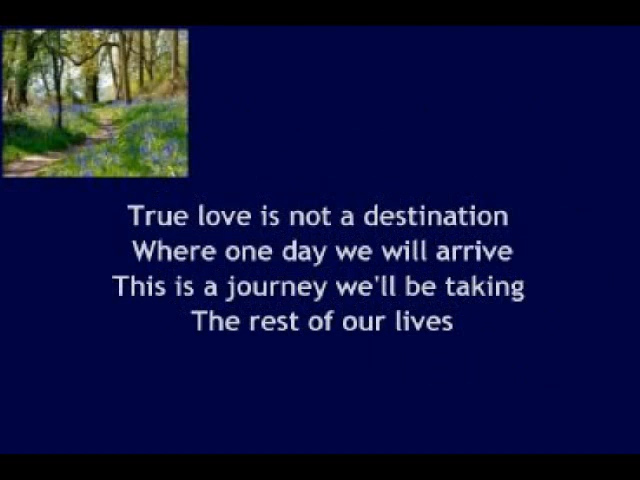 True love is not a destination
Where one day we will arrive
This is a journey we'll be taking
The rest of our lives